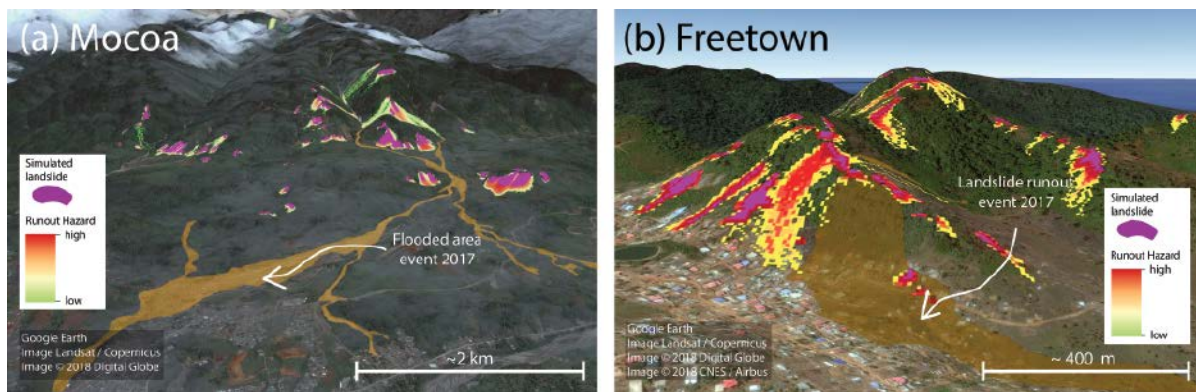 (a) Mocoa
Simulated
landslide
Runout Hazard
high
low
Flooded area
event 2017
Google Earth
Image Landsat / Copernicus
Image © 2018 Digital Globe
~2 km
(b) Freetown
Landslide runout
event 2017
Simulated
landslide
Runout Hazard
high
low
Google Earth
Image Landsat / Copernicus
Image © 2018 Digital Globe
Image © 2018 CNES / Airbus
~ 400 m